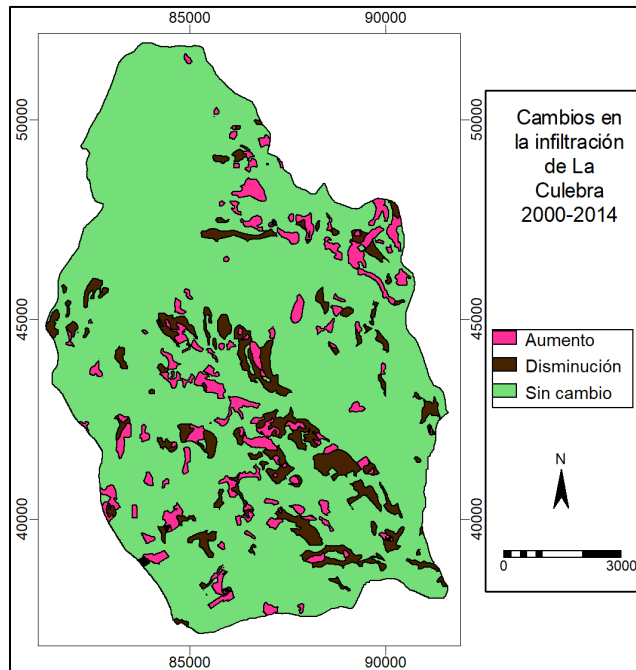 85000
90000
50000
50000
45000
45000
40000
40000
85000
90000
Cambios en
la infiltración
de La
Culebra
2000-2014
Aumento
Disminución
Sin cambio
N
0
3000